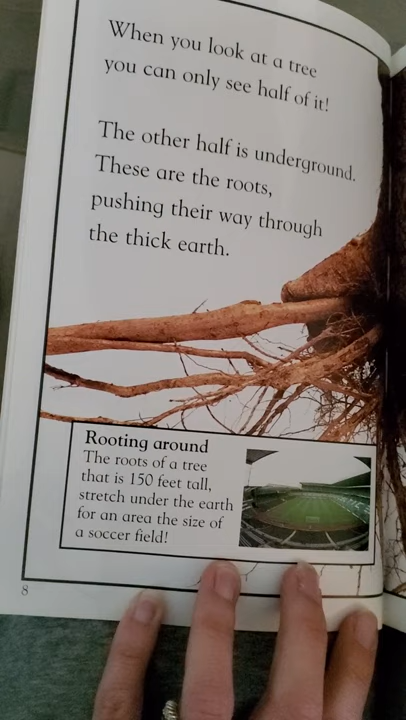 When you look at a tree
you can only see half of it!
The other half is underground.
These are the roots,
pushing their way through
the thick earth.
Rooting around
The roots of a tree
that is 150 feet tall,
stretch under the earth
for an area the size of
a soccer field!
8